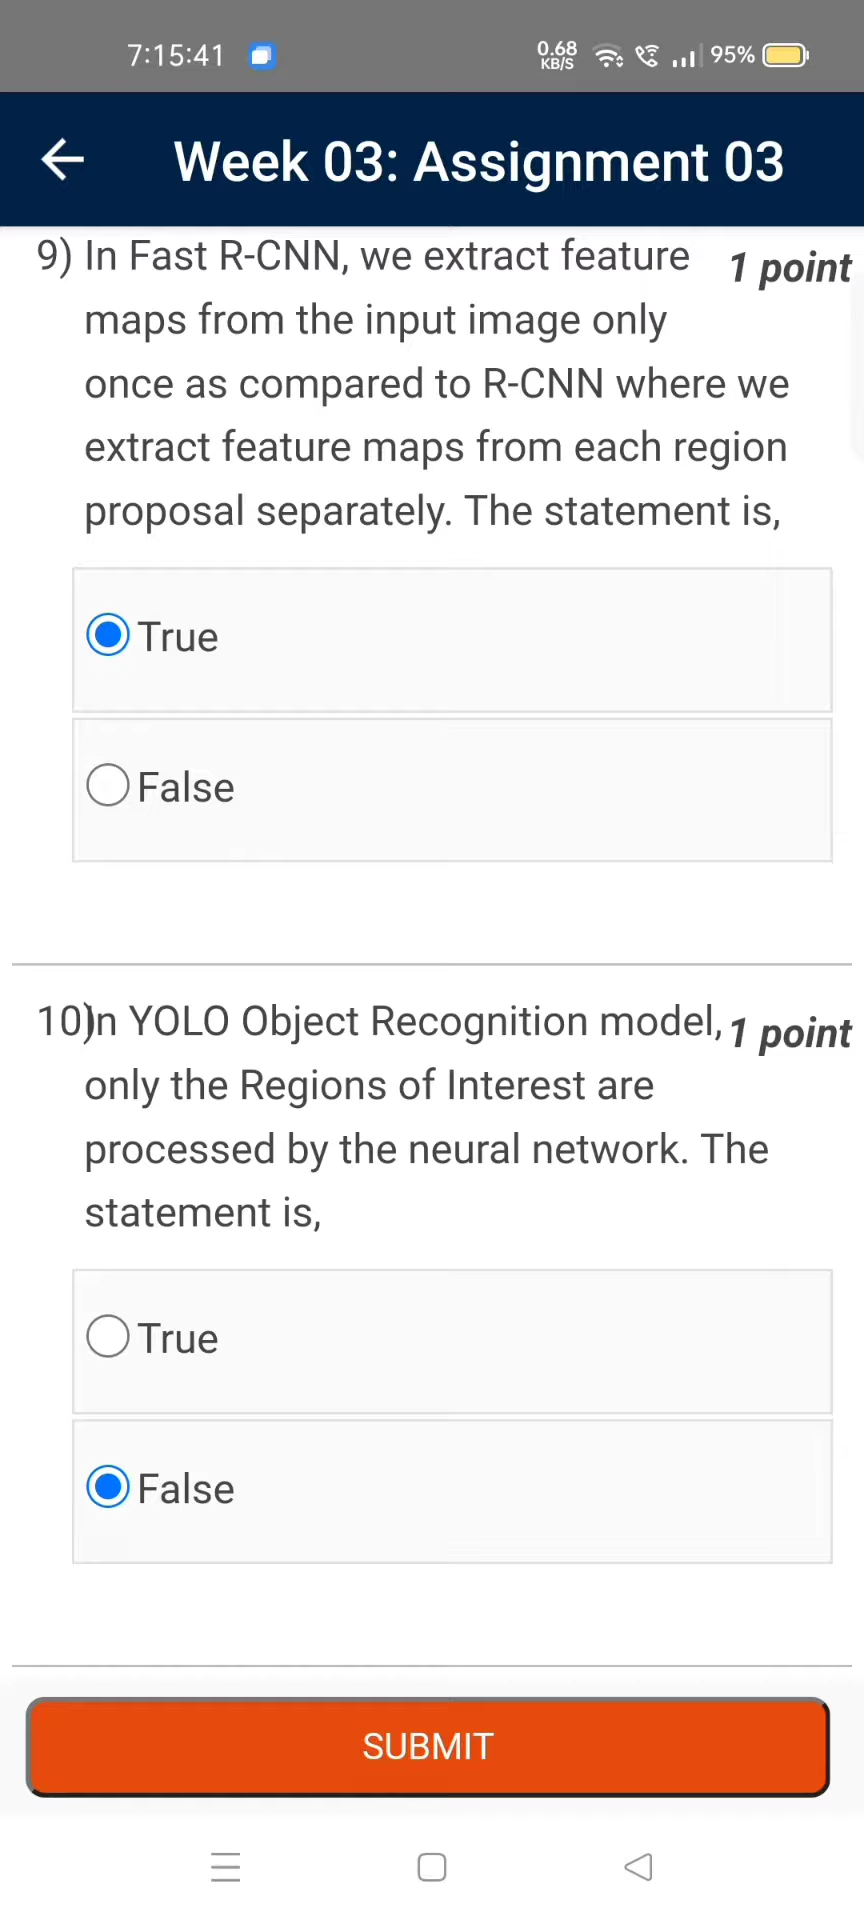 7:15:41
0.68 KB/S 95%
Week 03: Assignment 03
9) In Fast R-CNN, we extract feature 1 point
maps from the input image only
once as compared to R-CNN where we
extract feature maps from each region
proposal separately. The statement is,
True
False
10)In YOLO Object Recognition model, 1 point
only the Regions of Interest are
processed by the neural network. The
statement is,
True
False
SUBMIT